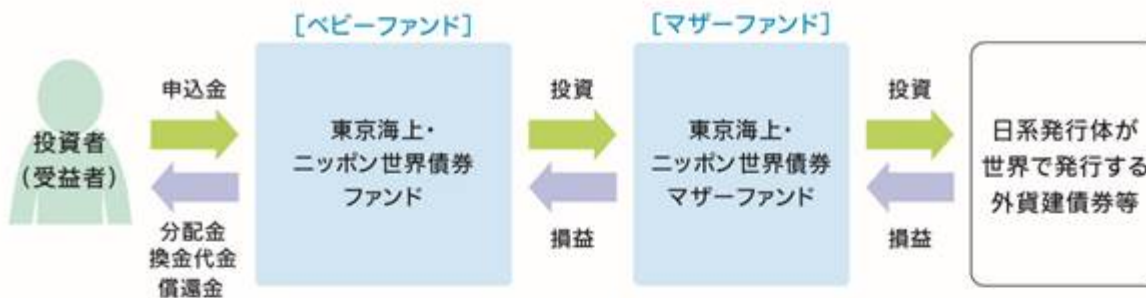 [ベビーファンド]
[マザーファンド]
投資者
(受益者)
申込金
分配金
換金代金
償還金
東京海上・
ニッポン世界債券
ファンド
投資
損益
東京海上・
ニッポン世界債券
マザーファンド
投資
損益
日系発行体が
世界で発行する
外貨建債券等